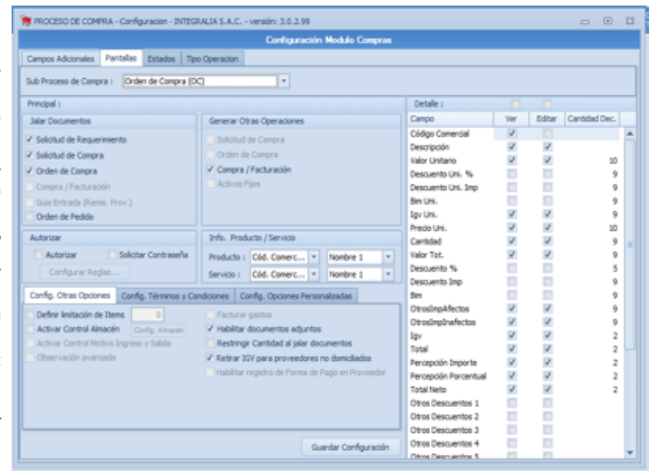 PROCESO DE COMPRA - Configuracion - INTEGRALIA S.A.C. - versión: 3.0.2.99
Configuración Modulo Compras
Campos Adicionales Pantallas Estados Tipo Operacion
Sub Proceso de Compra : Orden de Compra (OC)
Principal :
Jalar Documentos
Solicitud de Requerimiento
Solicitud de Compra
Orden de Compra
Compra / Facturación
Guia Entrada (Remis. Prov.)
Orden de Pedido
Generar Otras Operaciones
Solicitud de Compra
Orden de Compra
Compra / Facturación
Activos Fijos
Autorizar
Autorizar Solicitar Contraseña
Configurar Reglas...
Info. Producto / Servicio
Producto : Cód. Comerc... Nombre 1
Servicio : Cód. Comerc... Nombre 1
Config. Otras Opciones Config. Términos y Condiciones Config. Opciones Personalizadas
Definir limitación de Items 0
Activar Control Almacén Config. Almacén
Activar Control Motivo Ingreso y Salida
Observación avanzada
Facturar gastos
Habilitar documentos adjuntos
Restringir Cantidad al jalar documentos
Retirar IGV para proveedores no domiciliados
Habilitar registro de Forma de Pago en Proveedor
Guardar Configuración
Detalle :
Campo Ver Editar Cantidad Dec.
Código Comercial
Descripción
Valor Unitario 10
Descuento Uni. % 9
Descuento Uni. Imp 9
Bim Uni. 9
Igv Uni. 9
Precio Uni. 10
Cantidad 9
Valor Tot. 9
Descuento % 5
Descuento Imp 9
Bim 9
OtrosImpAfectos 9
OtrosImpInafectos 9
Igv 2
Total 2
Percepción Importe 2
Percepción Porcentual 2
Total Neto 2
Otros Descuentos 1
Otros Descuentos 2
Otros Descuentos 3
Otros Descuentos 4
Otros Descuentos 5